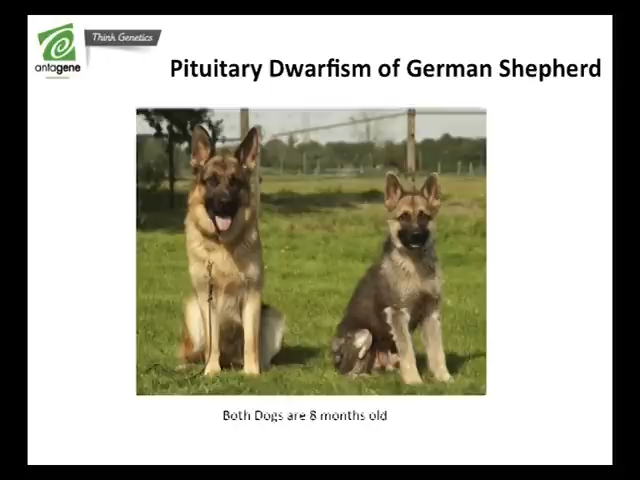 Think Genetics
antagene
Pituitary Dwarfism of German Shepherd
Both Dogs are 8 months old